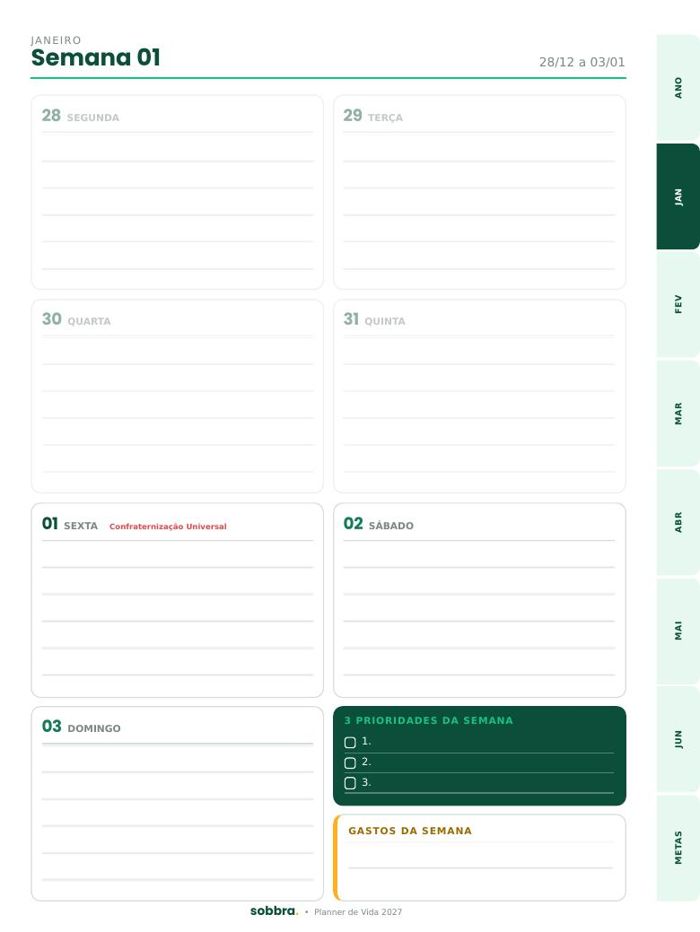 JANEIRO
Semana 01
28/12 a 03/01
28 SEGUNDA
29 TERÇA
30 QUARTA
31 QUINTA
01 SEXTA Confraternização Universal
02 SÁBADO
03 DOMINGO
3 PRIORIDADES DA SEMANA
1.
2.
3.
GASTOS DA SEMANA
sobbra. • Planner de Vida 2027
ANO
JAN
FEV
MAR
ABR
MAI
JUN
METAS